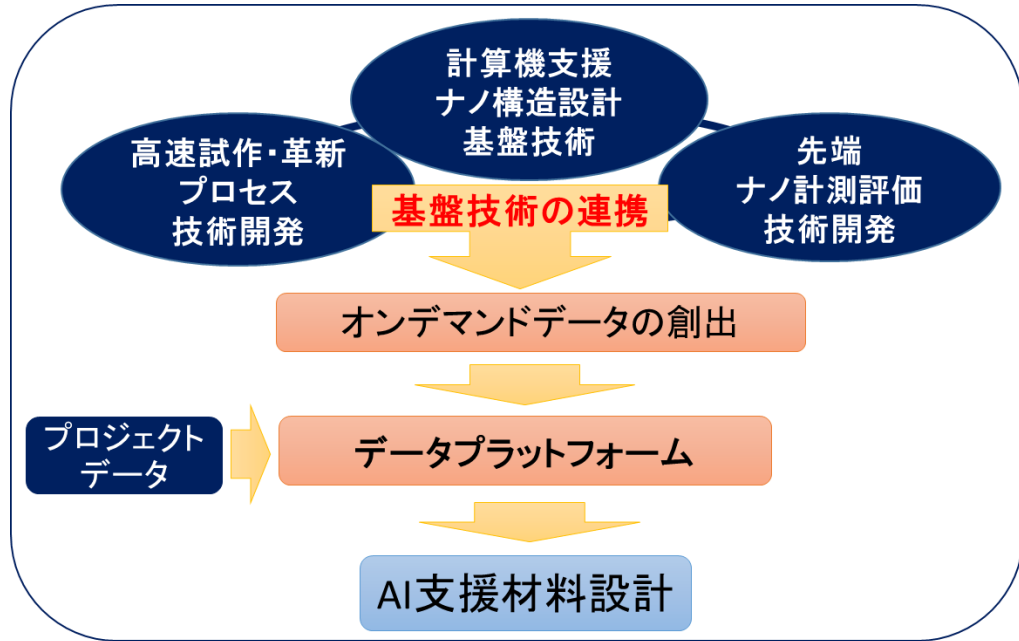 計算機支援
ナノ構造設計
基盤技術
高速試作・革新
プロセス
技術開発
先端
ナノ計測評価
技術開発
基盤技術の連携
オンデマンドデータの創出
プロジェクト
データ
データプラットフォーム
AI支援材料設計